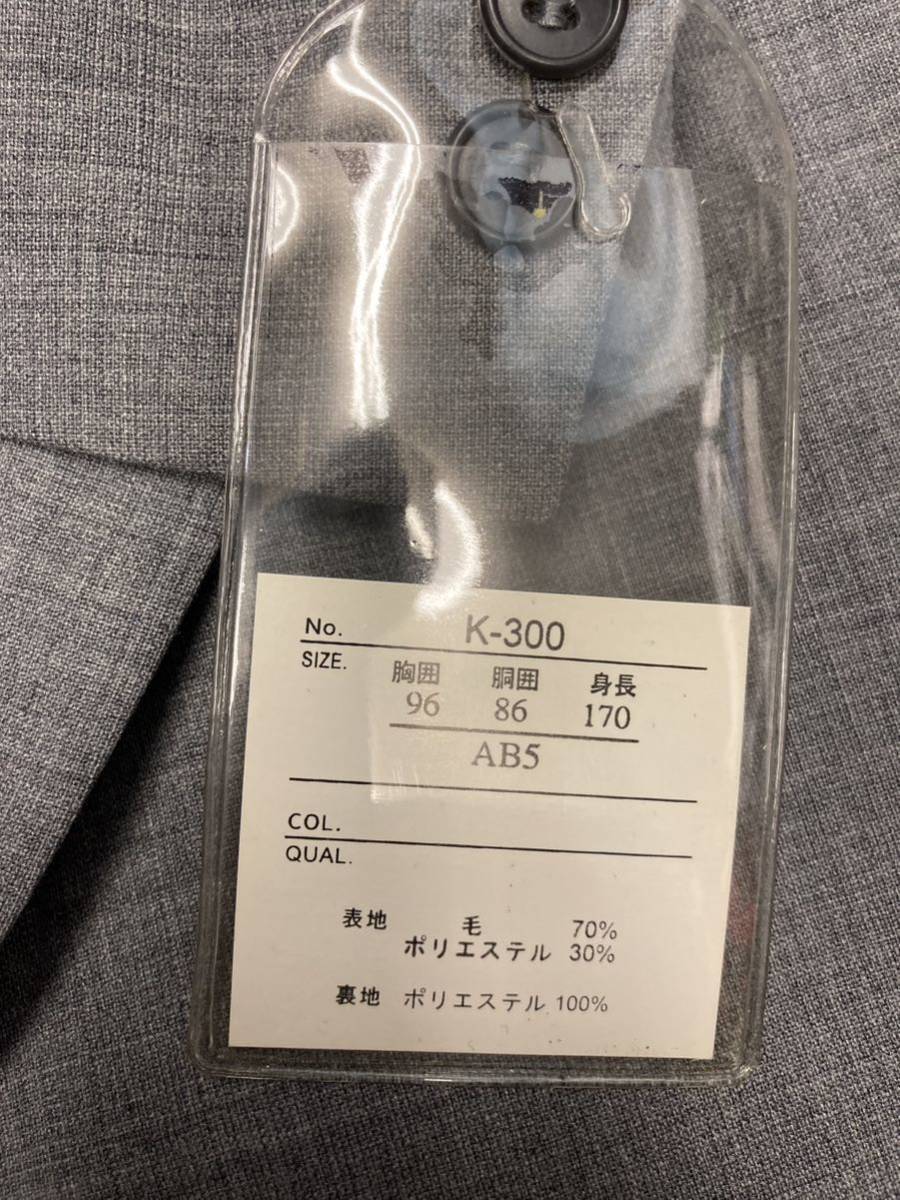 No. K-300
SIZE. 胸囲 胴囲 身長
96 86 170
AB5
COL.
QUAL.
表地 毛 70%
ポリエステル 30%
裏地 ポリエステル 100%